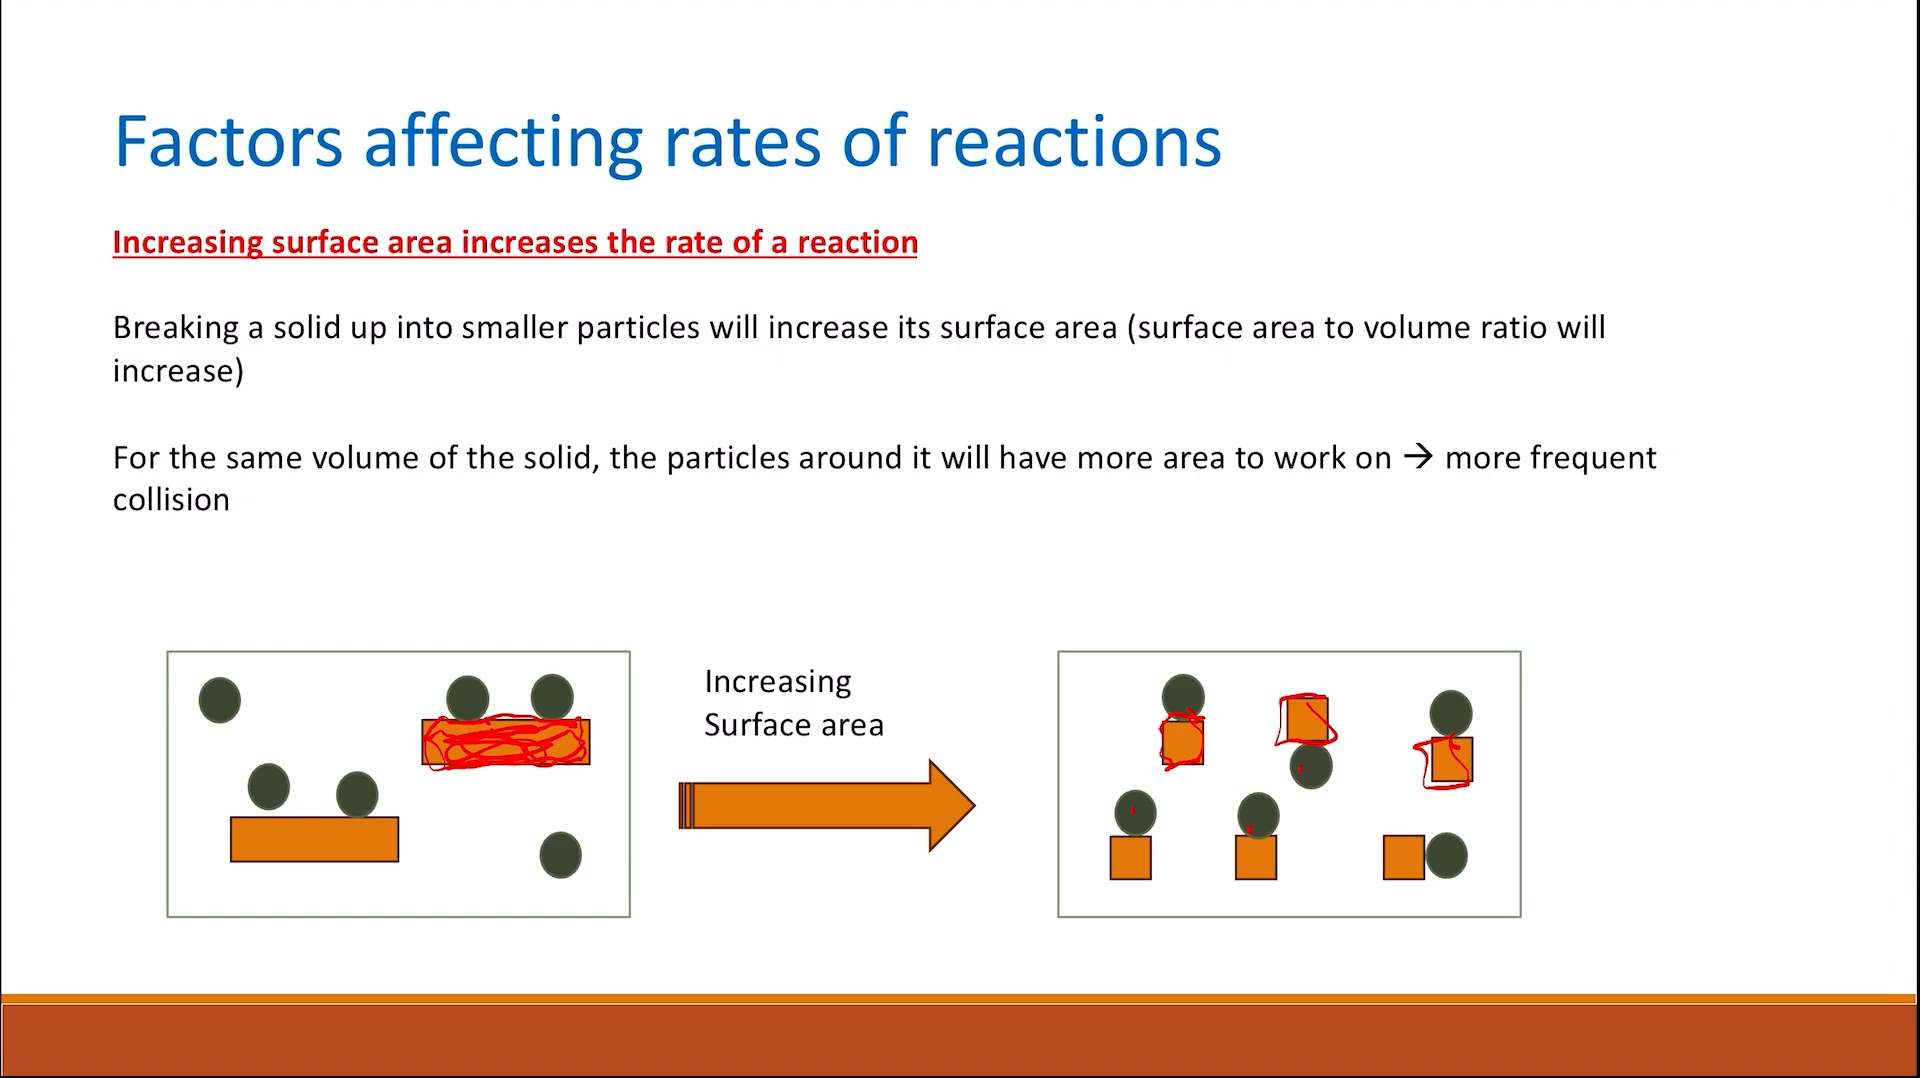 Factors affecting rates of reactions
Increasing surface area increases the rate of a reaction
Breaking a solid up into smaller particles will increase its surface area (surface area to volume ratio will
increase)
For the same volume of the solid, the particles around it will have more area to work on → more frequent
collision
Increasing
Surface area